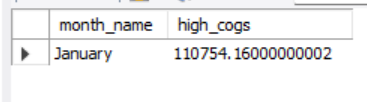 month_name high_cogs
January 110754.16000000002